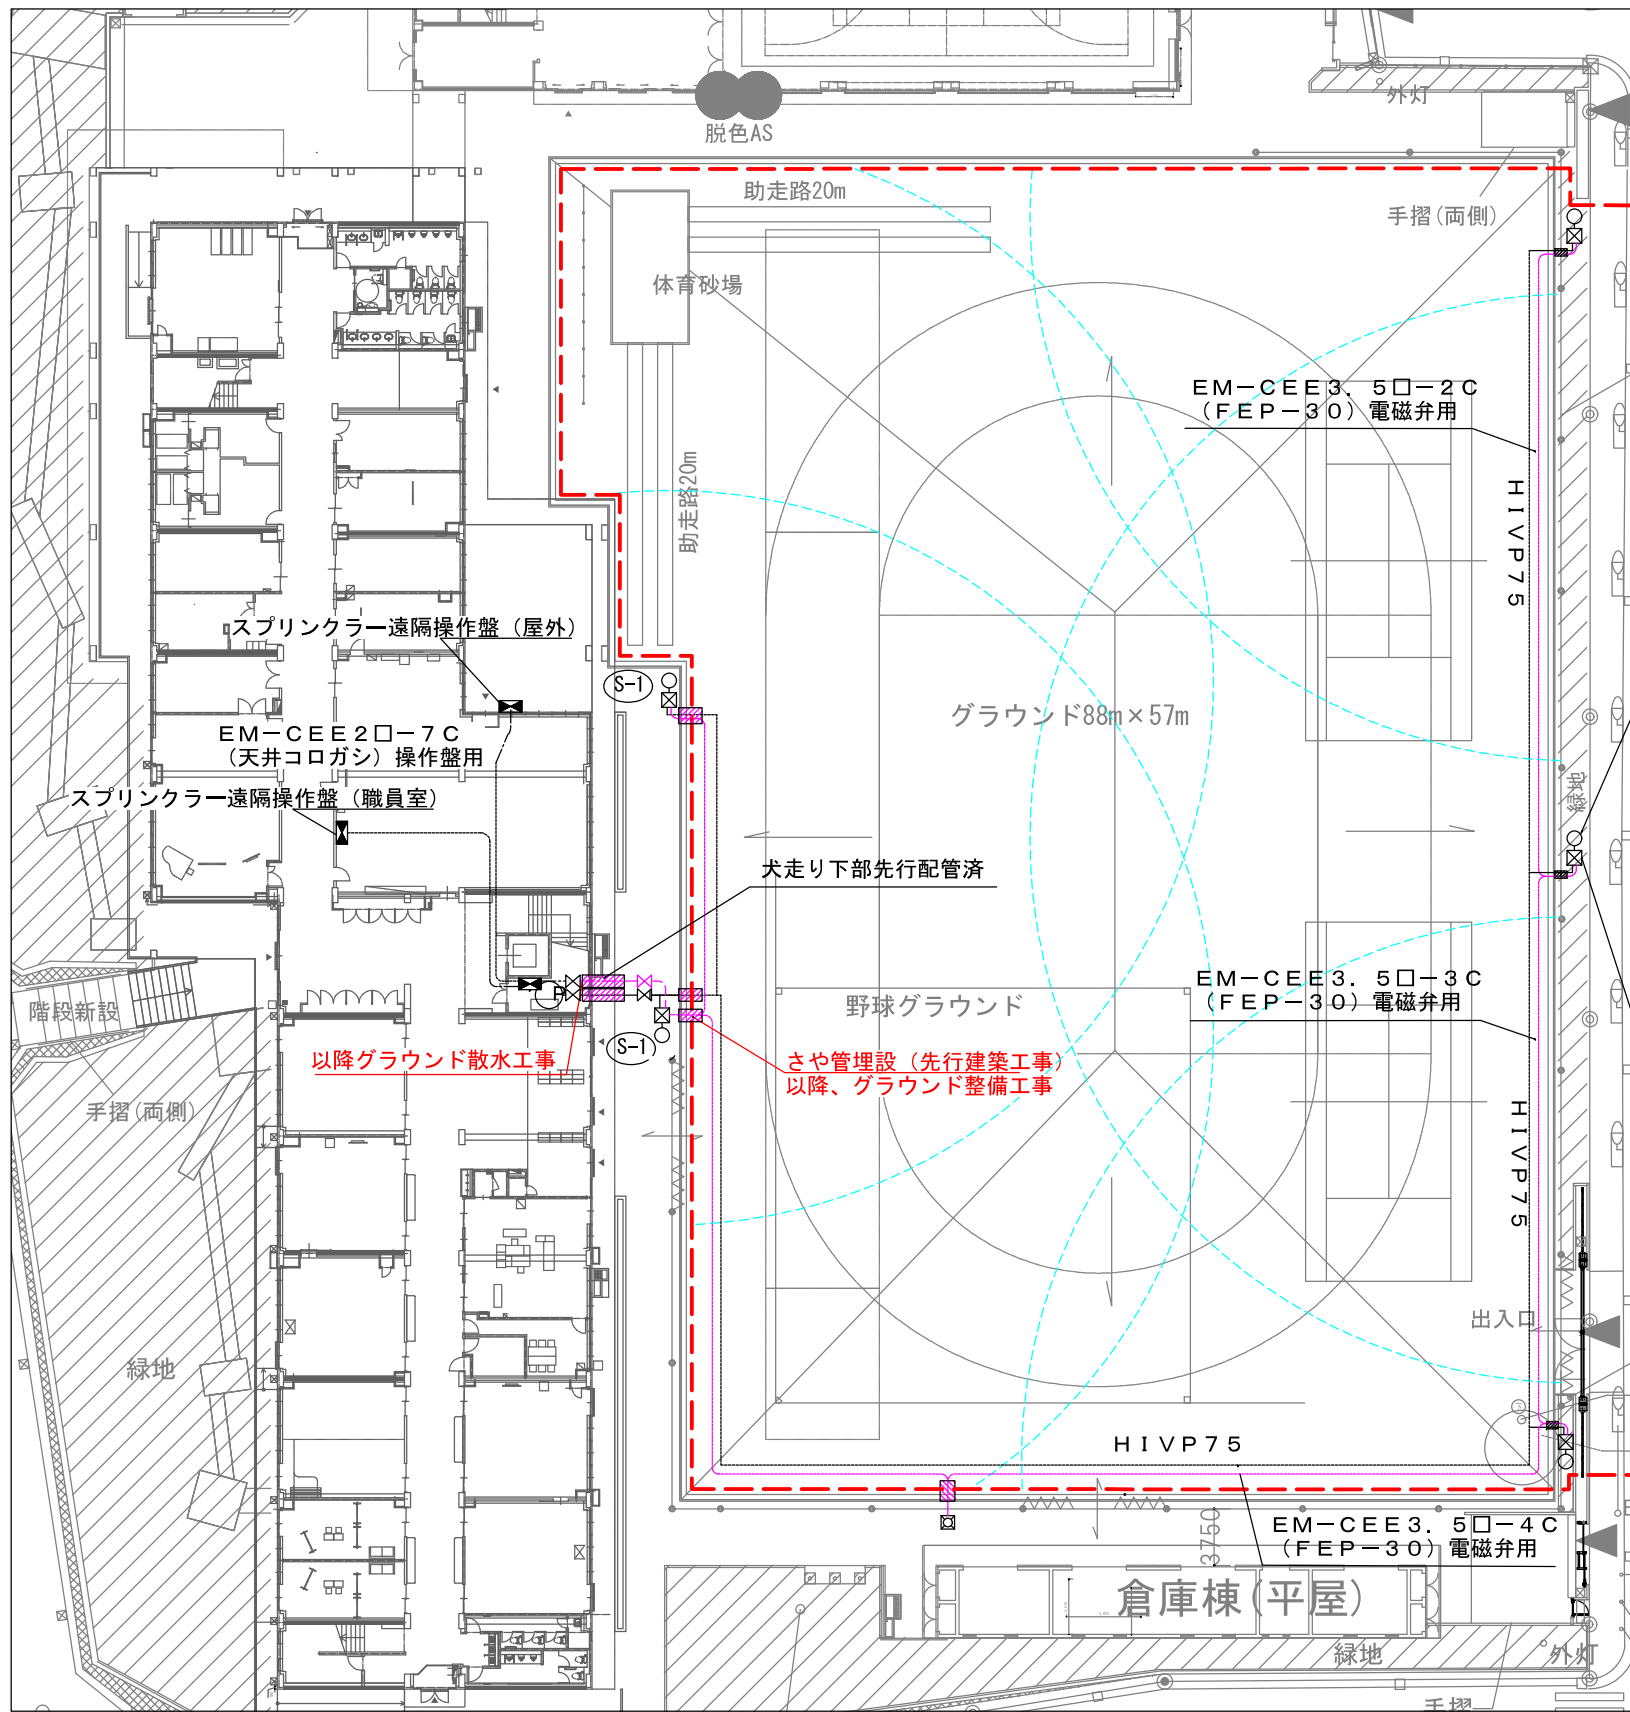 外灯
脱色AS
助走路20m
手摺(両側)
体育砂場
EM－CEE3．5□－2C
(FEP－30) 電磁弁用
助走路20m
HIVP75
スプリンクラー遠隔操作盤（屋外）
S-1
グラウンド88m×57m
EM－CEE2□－7C
(天井コロガシ) 操作盤用
スプリンクラー遠隔操作盤（職員室）
緑地
犬走り下部先行配管済
EM－CEE3．5□－3C
(FEP－30) 電磁弁用
野球グラウンド
階段新設
P
S-1
以降グラウンド散水工事
さや管埋設（先行建築工事）
以降、グラウンド整備工事
手摺(両側)
HIVP75
出入口
緑地
HIVP75
3750
EM－CEE3．5□－4C
(FEP－30) 電磁弁用
倉庫棟(平屋)
緑地
外灯
手摺